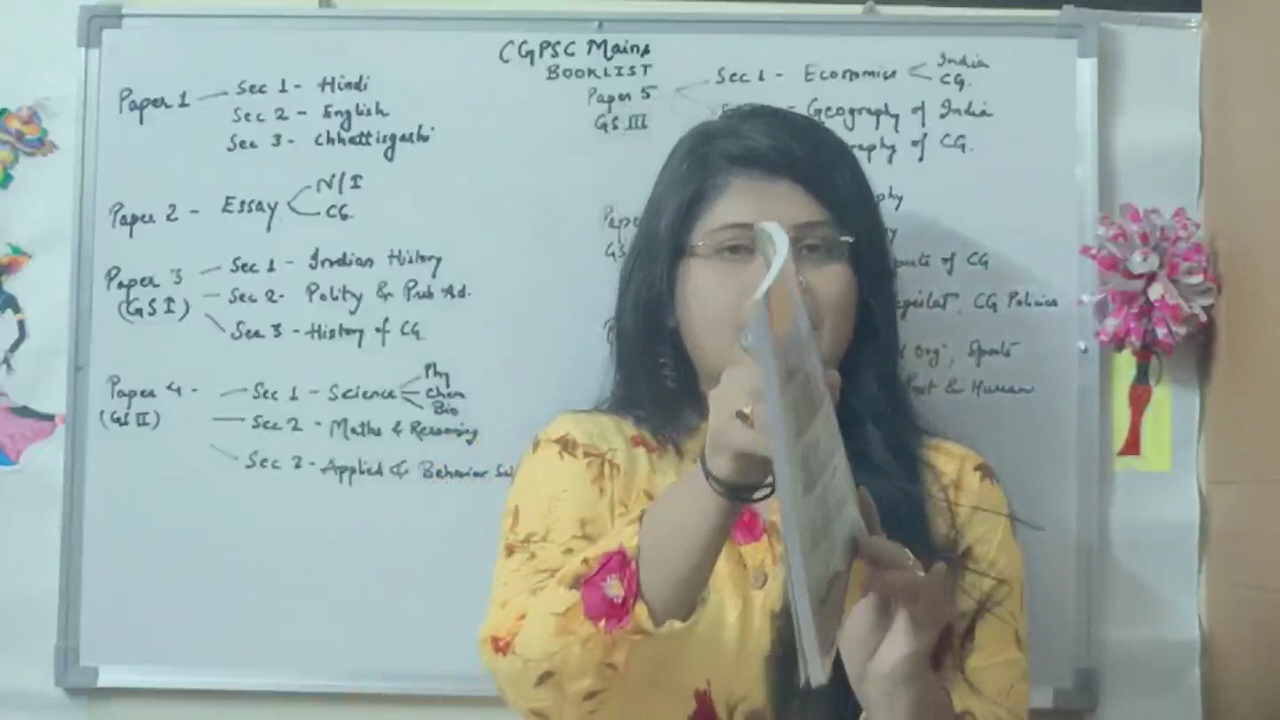 CGPSC Mains
BOOKLIST
Paper 1 Sec 1 - Hindi
Sec 2 - English
Sec 3 - Chhattisgarhi
Paper 2 - Essay N/I
CG.
Paper 3 Sec 1 - Indian History
(GS I) Sec 2 - Polity & Pub Ad.
Sec 3 - History of CG
Paper 4 - Sec 1 - Science Phy
Chem
Bio
(GS II) Sec 2 - Maths & Reasoning
Sec 3 - Applied & Behavior
Paper 5 Sec 1 - Economics India
CG.
GS III Geography of India
of CG.
of CG
CG Policies
Sports
& Human